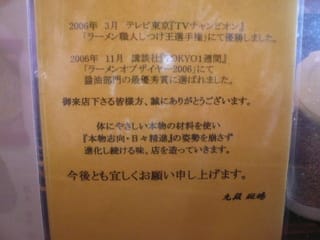 2006年 3月 テレビ東京『TVチャンピオン』
「ラーメン職人しつけ王選手権」にて優勝しました。
2006年 11月 講談社 OKYO1週間』
「ラーメンオブザイヤー2006」にて
醤油部門の最優秀賞に選ばれました。
御来店下さる皆様方、誠にありがとうございます。
体にやさしい本物の材料を使い
『本物志向・日々精進』の姿勢を崩さず
進化し続ける味、店を造っていきます。
今後とも宜しくお願い申し上げます。